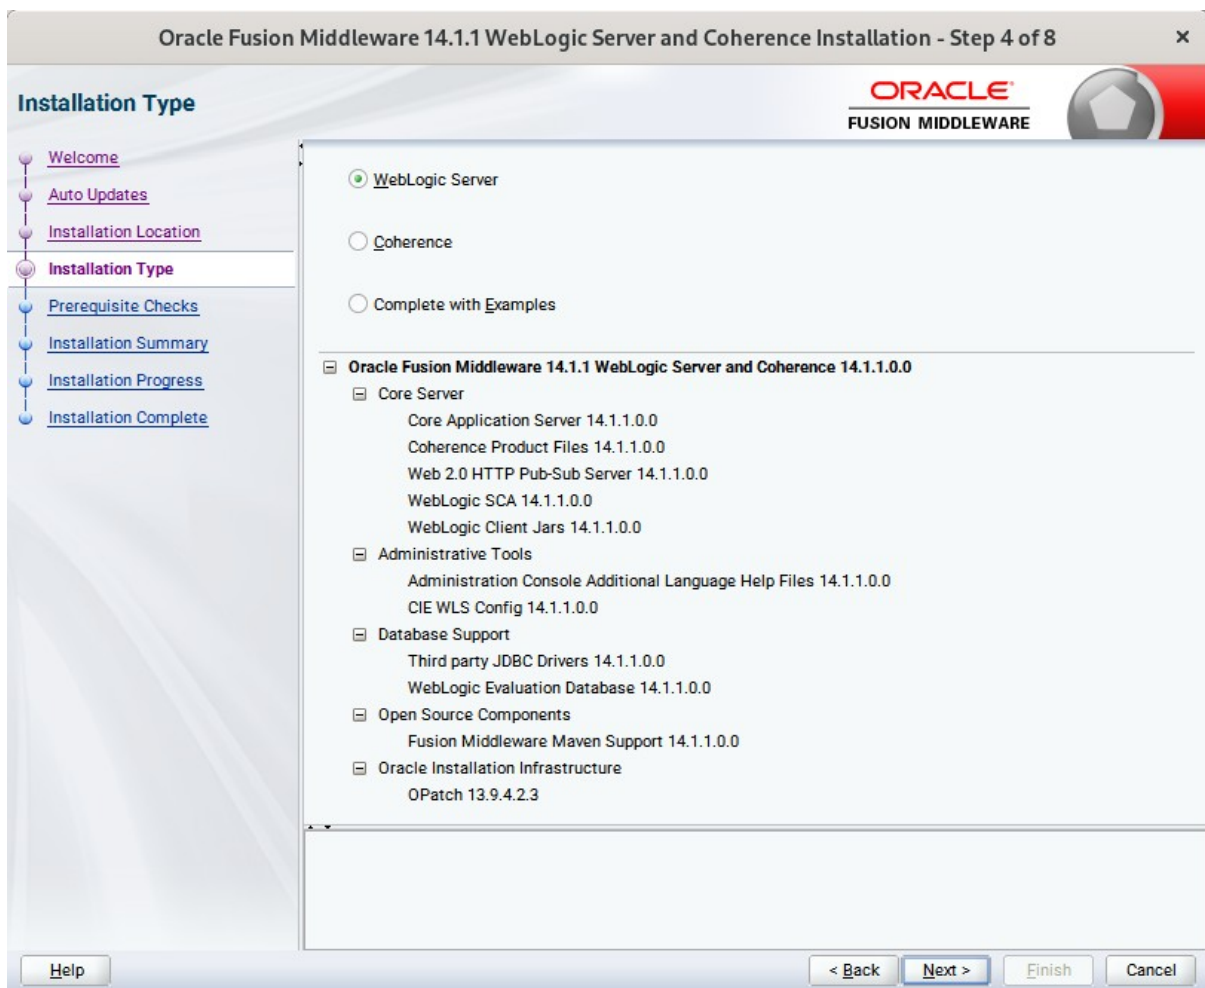 Oracle Fusion Middleware 14.1.1 WebLogic Server and Coherence Installation - Step 4 of 8
Installation Type
ORACLE
FUSION MIDDLEWARE
Welcome
Auto Updates
Installation Location
Installation Type
Prerequisite Checks
Installation Summary
Installation Progress
Installation Complete
WebLogic Server
Coherence
Complete with Examples
Oracle Fusion Middleware 14.1.1 WebLogic Server and Coherence 14.1.1.0.0
Core Server
Core Application Server 14.1.1.0.0
Coherence Product Files 14.1.1.0.0
Web 2.0 HTTP Pub-Sub Server 14.1.1.0.0
WebLogic SCA 14.1.1.0.0
WebLogic Client Jars 14.1.1.0.0
Administrative Tools
Administration Console Additional Language Help Files 14.1.1.0.0
CIE WLS Config 14.1.1.0.0
Database Support
Third party JDBC Drivers 14.1.1.0.0
WebLogic Evaluation Database 14.1.1.0.0
Open Source Components
Fusion Middleware Maven Support 14.1.1.0.0
Oracle Installation Infrastructure
OPatch 13.9.4.2.3
Help
< Back
Next >
Finish
Cancel